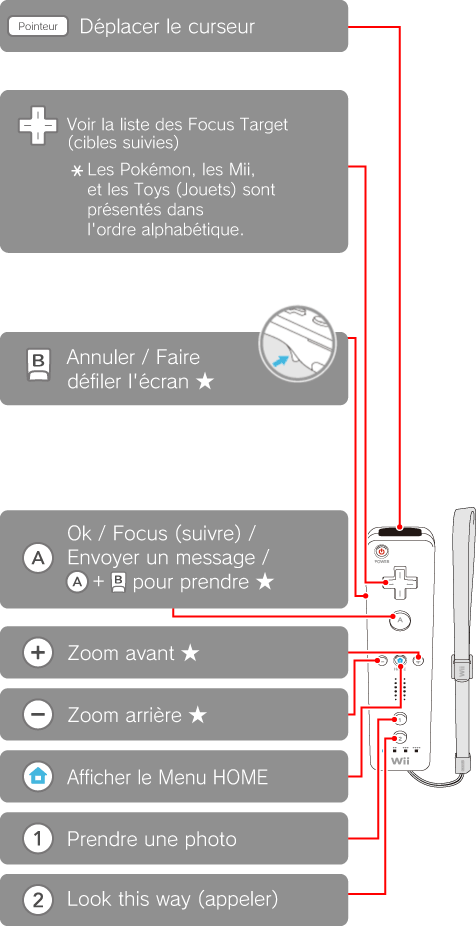 Pointeur Déplacer le curseur
Voir la liste des Focus Target
(cibles suivies)
* Les Pokémon, les Mii,
et les Toys (Jouets) sont
présentés dans
l'ordre alphabétique.
B Annuler / Faire
défiler l'écran ★
A Ok / Focus (suivre) /
Envoyer un message /
A + B pour prendre ★
+ Zoom avant ★
− Zoom arrière ★
Afficher le Menu HOME
1 Prendre une photo
2 Look this way (appeler)
POWER
A
1
2
Wii
Wii